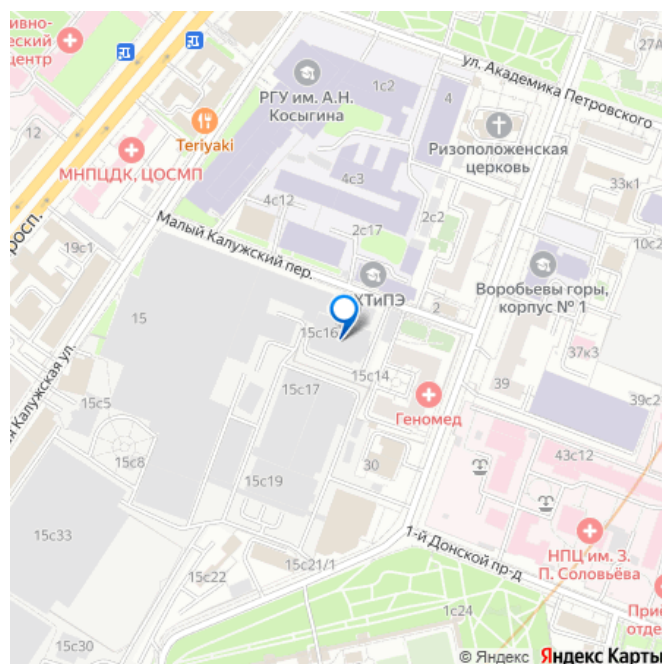 ивно-
еский
центр
12
МНПЦДК, ЦОСМП
Teriyaki
РГУ им. А.Н.
Косыгина
1с2
4
ул. Академика Петровского
27А
Ризоположенская
церковь
33к1
10с2
4с3
4с12
2с2
2с17
Малый Калужский пер.
просп.
19с1
ХТиПЭ
2
Воробьевы горы,
корпус № 1
15
15с16
15с14
37к3
39
39с2
я Калужская ул.
15с17
Геномед
15с5
15с8
15с19
30
43с12
15с33
15с21/1
15с22
15с30
1-й Донской пр-д
НПЦ им. З.
П. Соловьёва
1с24
Приё
отде
© Яндекс Яндекс Карты